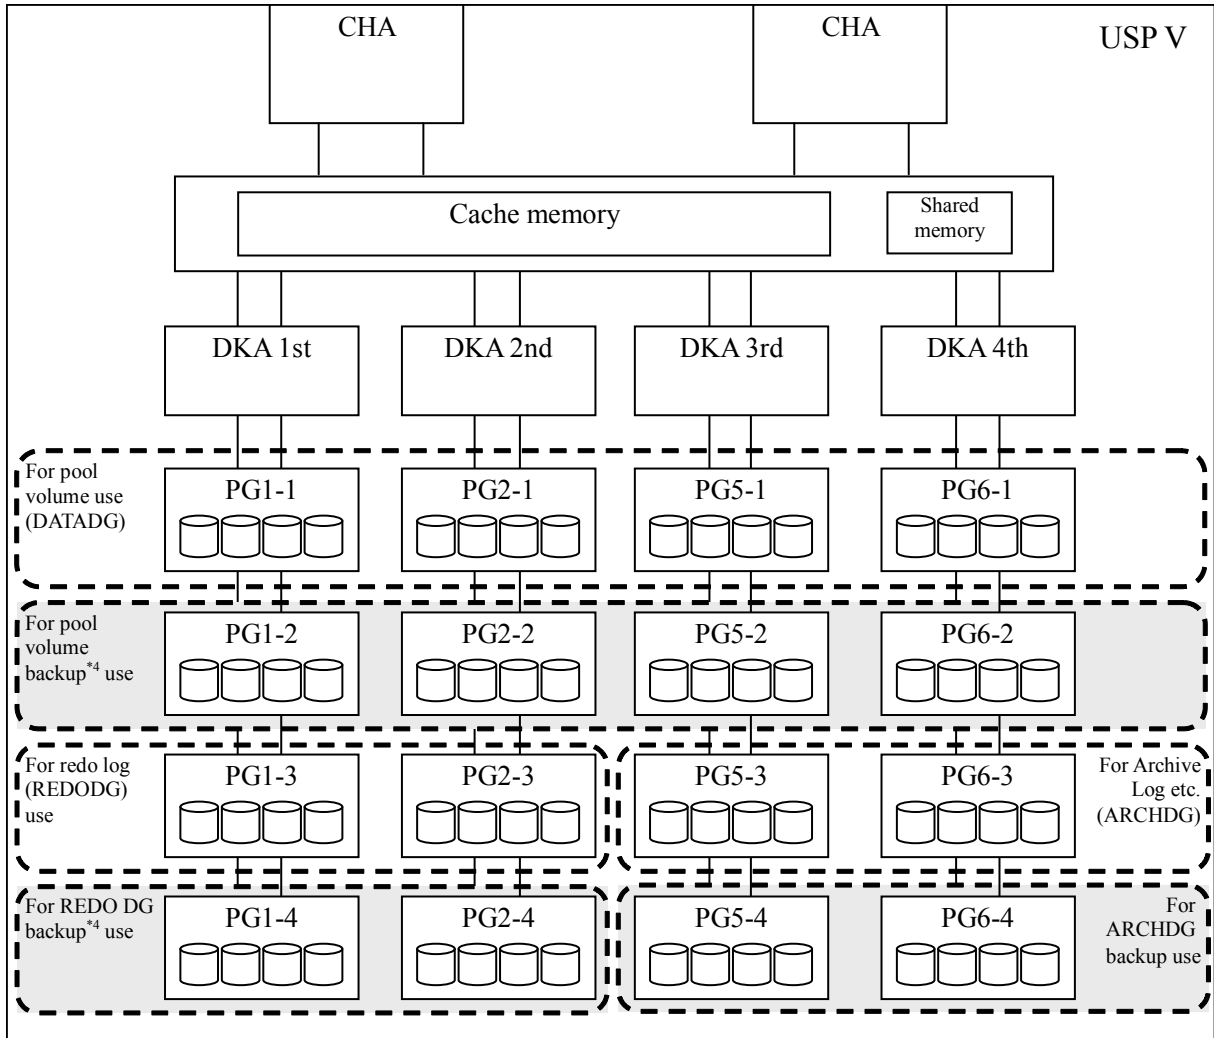 CHA
CHA
USP V
Cache memory
Shared
memory
DKA 1st
DKA 2nd
DKA 3rd
DKA 4th
For pool
volume use
(DATADG)
PG1-1
PG2-1
PG5-1
PG6-1
For pool
volume
backup*4 use
PG1-2
PG2-2
PG5-2
PG6-2
For redo log
(REDODG)
use
PG1-3
PG2-3
PG5-3
PG6-3
For Archive
Log etc.
(ARCHDG)
For REDO DG
backup*4 use
PG1-4
PG2-4
PG5-4
PG6-4
For
ARCHDG
backup use